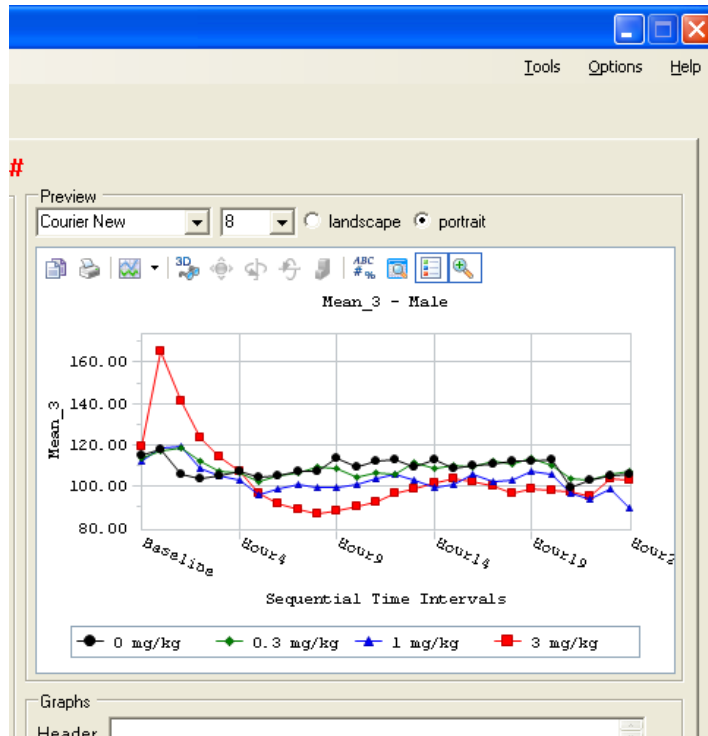 Tools Options Help
#
Preview
Courier New 8 landscape portrait
3D ABC #%
Mean_3 - Male
Mean_3
160.00
140.00
120.00
100.00
80.00
Baseline Hour4 Hour9 Hour14 Hour19
Sequential Time Intervals
0 mg/kg 0.3 mg/kg 1 mg/kg 3 mg/kg
Graphs
Header